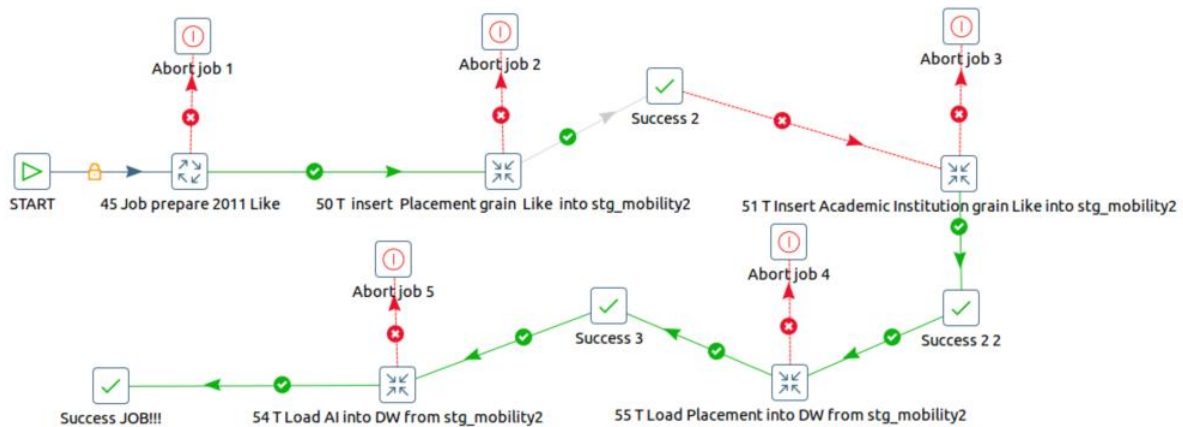 Abort job 1
Abort job 2
Abort job 3
Success 2
START
45 Job prepare 2011 Like
50 T insert Placement grain Like into stg_mobility2
51 T Insert Academic Institution grain Like into stg_mobility2
Abort job 5
Abort job 4
Success 3
Success 2 2
Success JOB!!!
54 T Load AI into DW from stg_mobility2
55 T Load Placement into DW from stg_mobility2